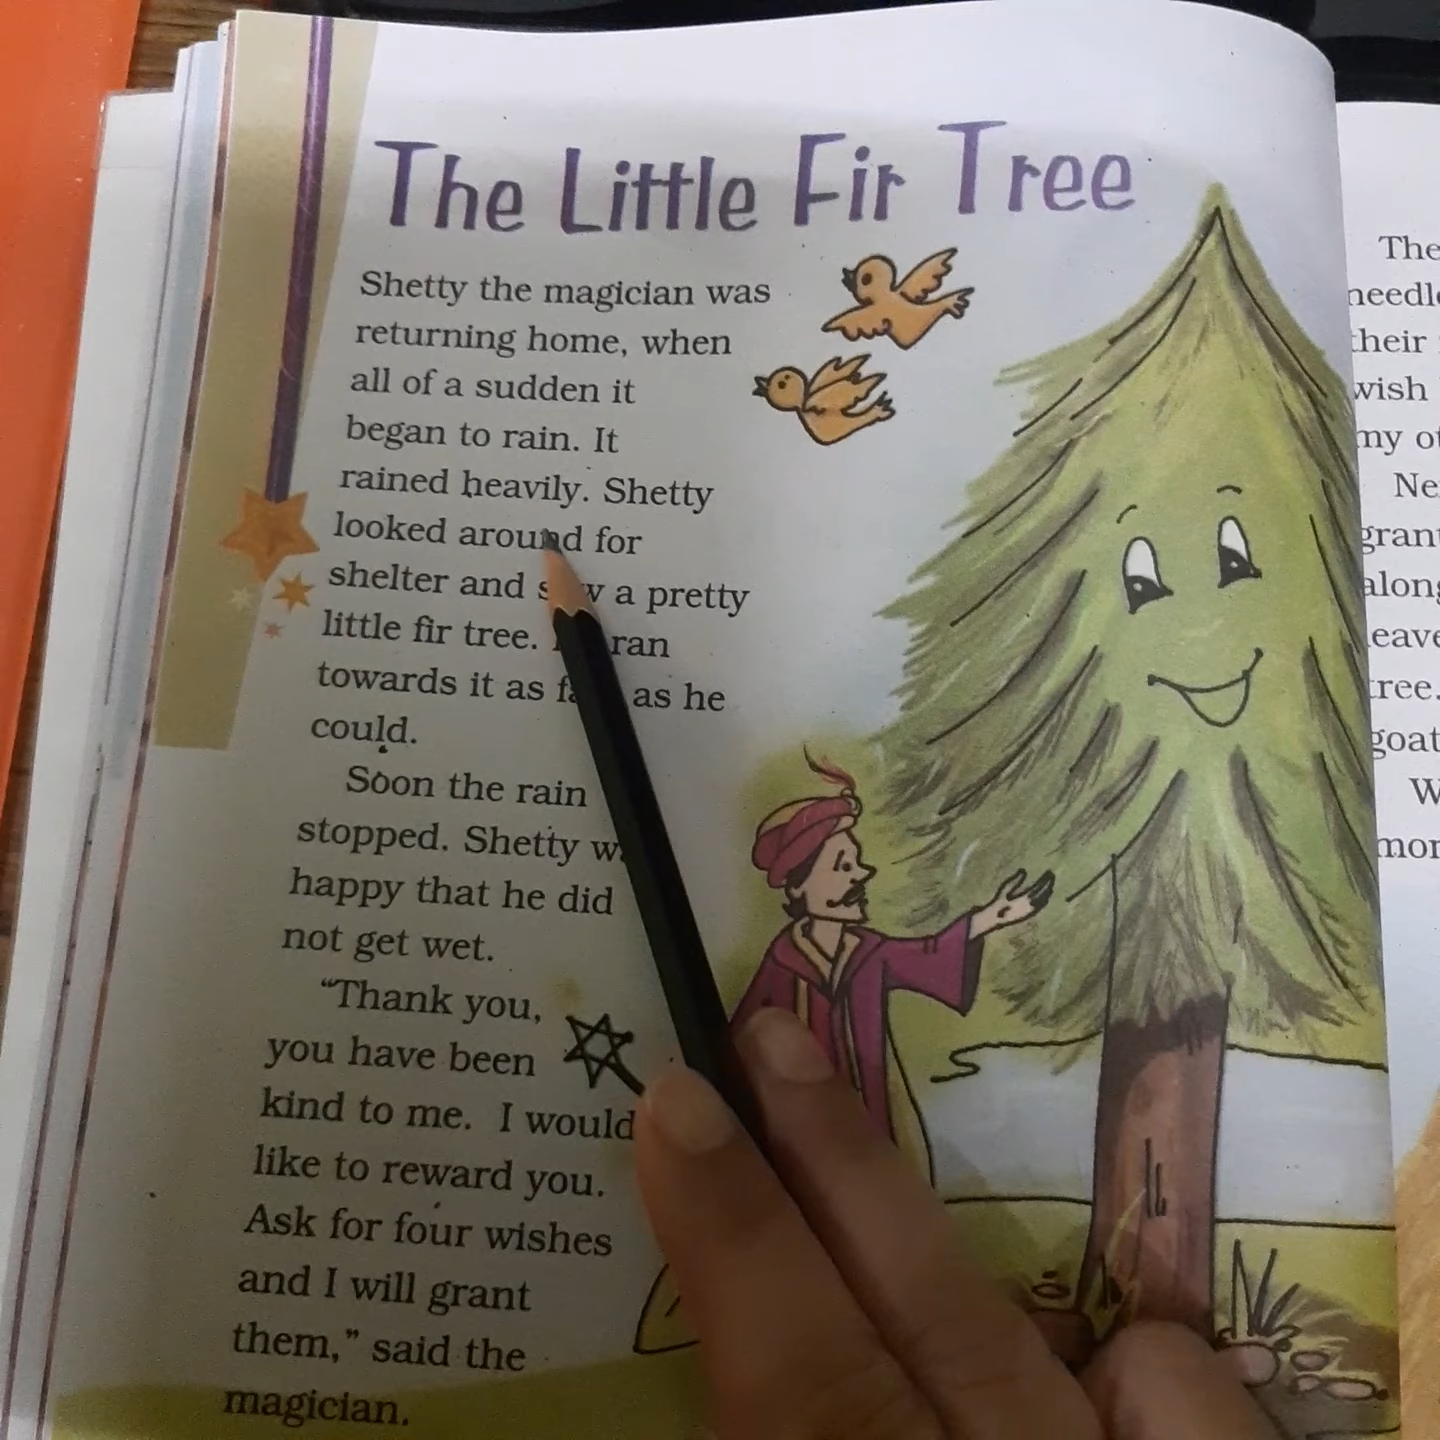 The Little Fir Tree
Shetty the magician was
returning home, when
all of a sudden it
began to rain. It
rained heavily. Shetty
looked around for
shelter and saw a pretty
little fir tree. ran
towards it as as he
could.
Soon the rain
stopped. Shetty
happy that he did
not get wet.
“Thank you,
you have been
kind to me. I would
like to reward you.
Ask for four wishes
and I will grant
them,” said the
magician.
The
their
wish
my
tree.